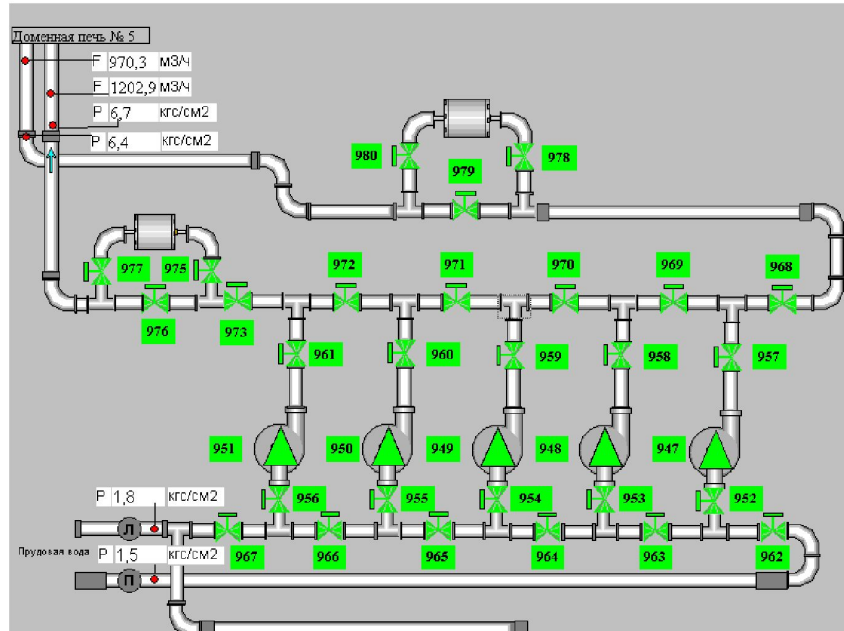 Доменная печь № 5
F 970,3 м3/ч
F 1202,9 м3/ч
P 6,7 кгс/см2
P 6,4 кгс/см2
980 979 978
977 975 972 971 970 969 968
976 973
961 960 959 958 957
951 950 949 948 947
P 1,8 кгс/см2
956 955 954 953 952
Л
Прудовая вода P 1,5 кгс/см2
967 966 965 964 963 962
П